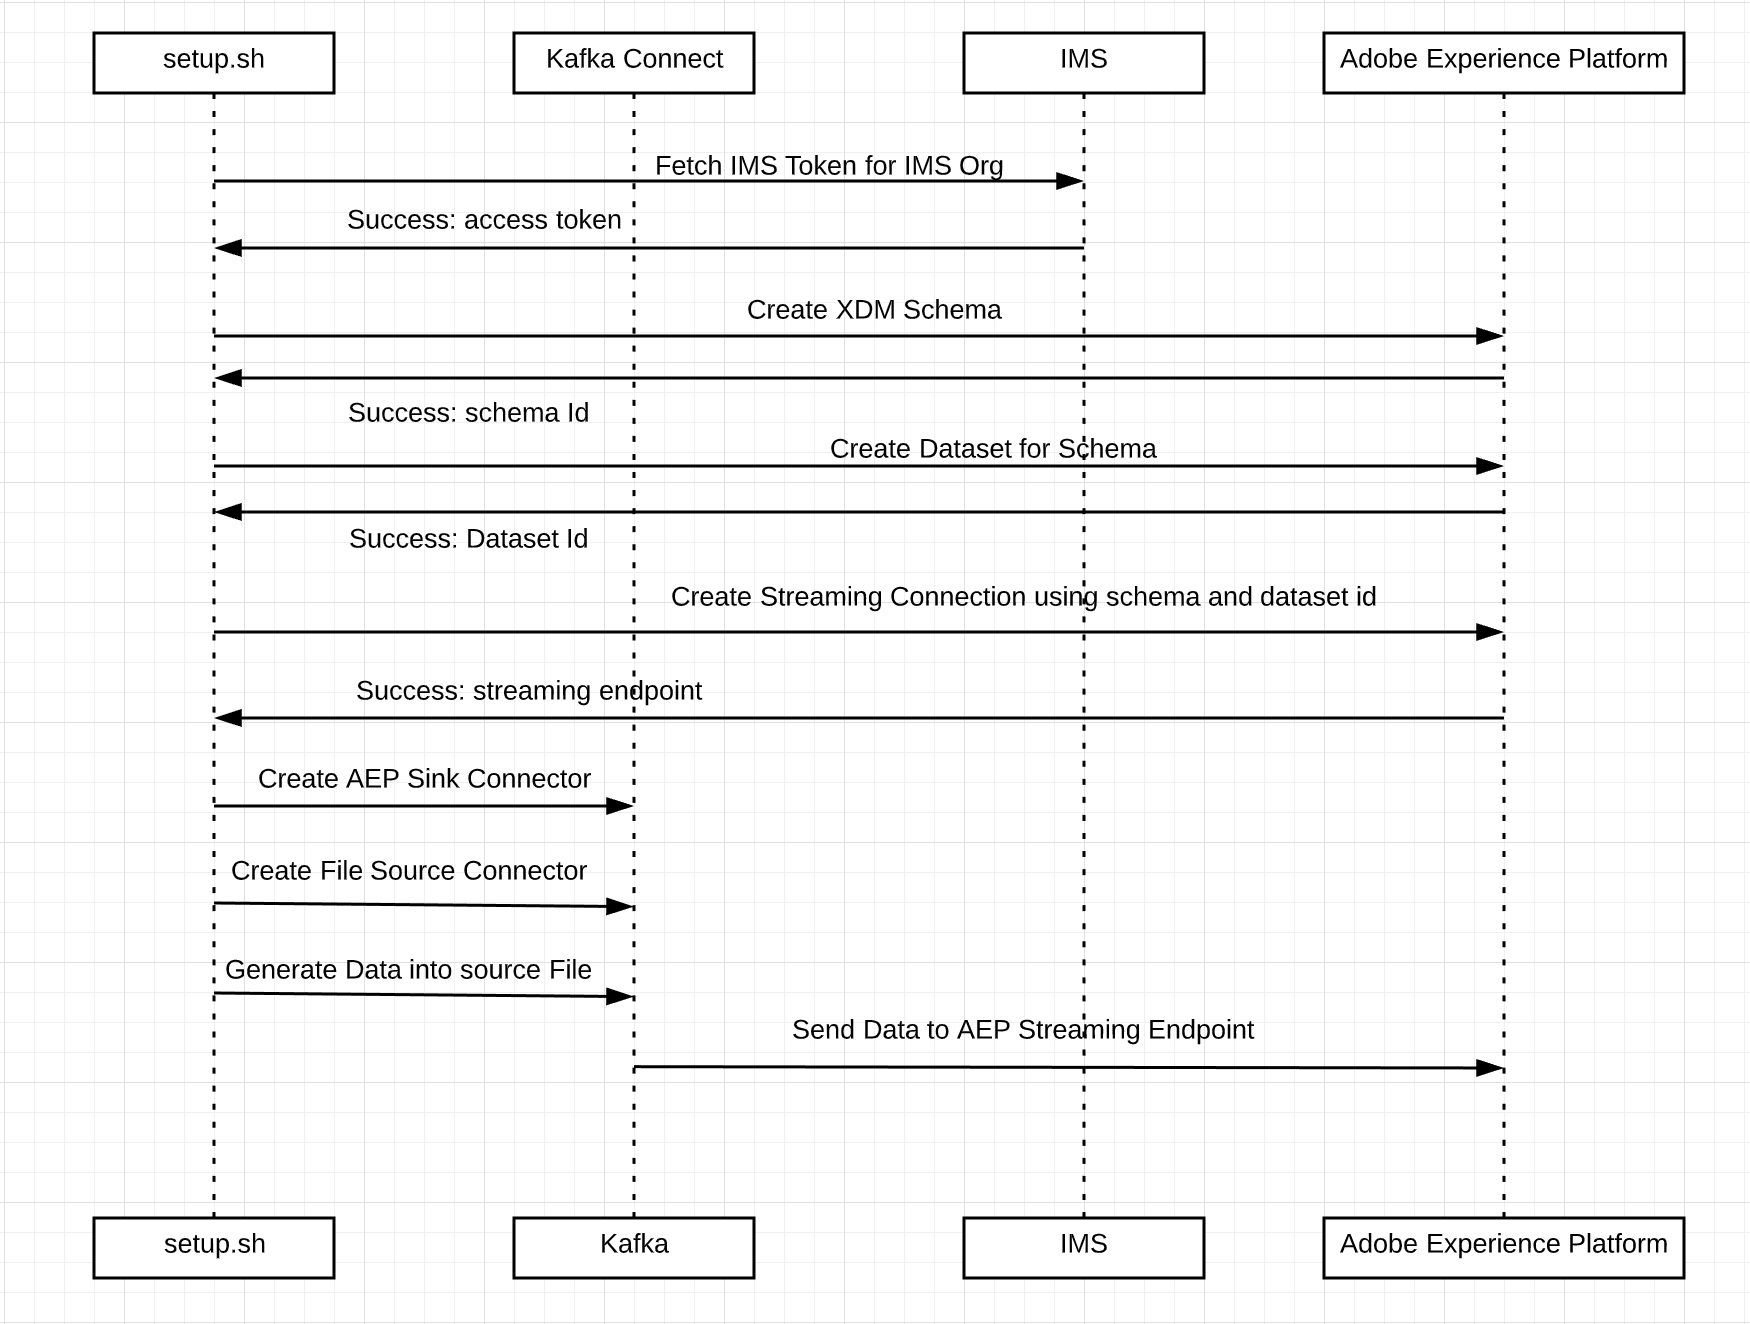 setup.sh
Kafka Connect
IMS
Adobe Experience Platform
Fetch IMS Token for IMS Org
Success: access token
Create XDM Schema
Success: schema Id
Create Dataset for Schema
Success: Dataset Id
Create Streaming Connection using schema and dataset id
Success: streaming endpoint
Create AEP Sink Connector
Create File Source Connector
Generate Data into source File
Send Data to AEP Streaming Endpoint
setup.sh
Kafka
IMS
Adobe Experience Platform